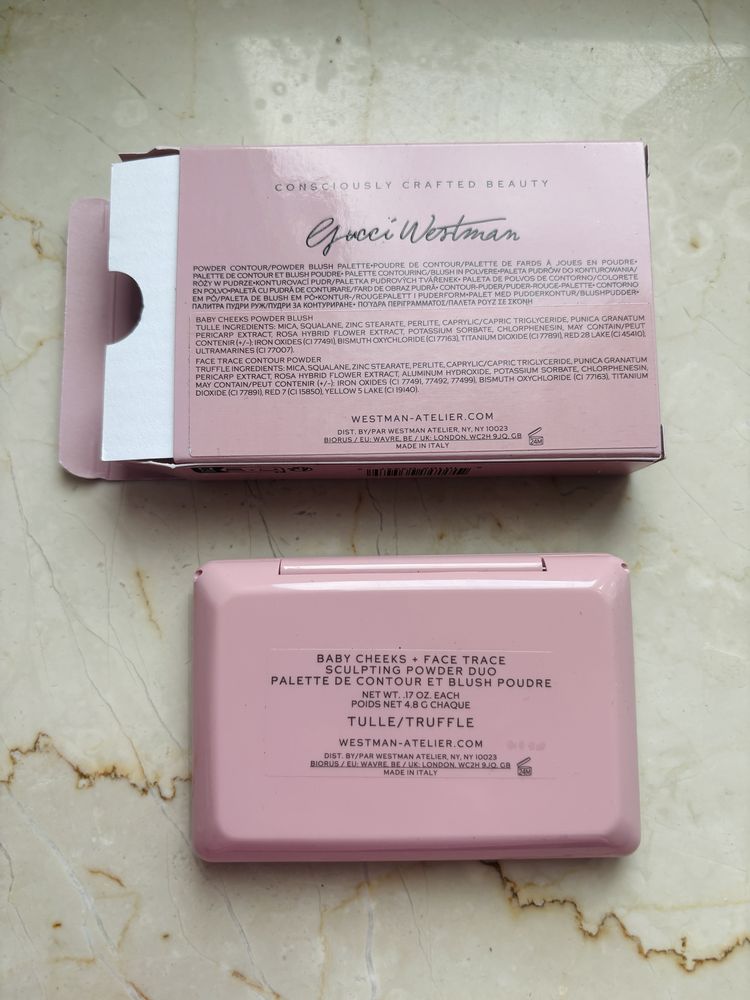 CONSCIOUSLY CRAFTED BEAUTY
Gucci Westman
POWDER CONTOUR/POWDER BLUSH PALETTE•POUDRE DE CONTOUR/PALETTE DE FARDS À JOUES EN POUDRE•
PALETTE DE CONTOUR ET BLUSH POUDRE• PALETTE CONTOURING/BLUSH IN POLVERE•PALETA PUDRÓW DO KONTUROWANIA/
RÓŻY W PUDRZE•KONTUROVACÍ PUDR/PALETKA PUDROVÝCH TVÁŘENEK• PALETA DE POLVOS DE CONTORNO/COLORETE
EN POLVO•PALETĂ CU PUDRĂ DE CONTURARE/FARD DE OBRAZ PUDRĂ• CONTOUR-PUDER/PUDER-ROUGE-PALETTE• CONTORNO
EM PÓ/PALETA DE BLUSH EM PÓ•KONTUR-/ROUGEPALETT I PUDERFORM•PALET MED PUDDERKONTUR/BLUSHPUDDER•
ПАЛИТРА ПУДРИ РУЖ/ПУДРИ ЗА КОНТУРИРАНЕ• ΠΟΥΔΡΑ ΠΕΡΙΓΡΑΜΜΑΤΟΣ/ΠΑΛΕΤΑ ΡΟΥΖ ΣΕ ΣΚΟΝΗ
BABY CHEEKS POWDER BLUSH
TULLE INGREDIENTS: MICA, SQUALANE, ZINC STEARATE, PERLITE, CAPRYLIC/CAPRIC TRIGLYCERIDE, PUNICA GRANATUM
PERICARP EXTRACT, ROSA HYBRID FLOWER EXTRACT, POTASSIUM SORBATE, CHLORPHENESIN, MAY CONTAIN/PEUT
CONTENIR (+/-): IRON OXIDES (CI 77491), BISMUTH OXYCHLORIDE (CI 77163), TITANIUM DIOXIDE (CI 77891), RED 28 LAKE (CI 45410),
ULTRAMARINES (CI 77007).
FACE TRACE CONTOUR POWDER
TRUFFLE INGREDIENTS: MICA, SQUALANE, ZINC STEARATE, PERLITE, CAPRYLIC/CAPRIC TRIGLYCERIDE, PUNICA GRANATUM
PERICARP EXTRACT, ROSA HYBRID FLOWER EXTRACT, ALUMINUM HYDROXIDE, POTASSIUM SORBATE, CHLORPHENESIN,
MAY CONTAIN/PEUT CONTENIR (+/-): IRON OXIDES (CI 77491, 77492, 77499), BISMUTH OXYCHLORIDE (CI 77163), TITANIUM
DIOXIDE (CI 77891), RED 7 (CI 15850), YELLOW 5 LAKE (CI 19140).
WESTMAN-ATELIER.COM
DIST. BY/PAR WESTMAN ATELIER, NY, NY 10023
BIORUS / EU: WAVRE, BE / UK: LONDON, WC2H 9JQ, GB
24M
MADE IN ITALY
BABY CHEEKS + FACE TRACE
SCULPTING POWDER DUO
PALETTE DE CONTOUR ET BLUSH POUDRE
NET WT. .17 OZ. EACH
POIDS NET 4.8 G CHAQUE
TULLE/TRUFFLE
WESTMAN-ATELIER.COM
DIST. BY/PAR WESTMAN ATELIER, NY, NY 10023
BIORUS / EU: WAVRE, BE / UK: LONDON, WC2H 9JQ, GB
24M
MADE IN ITALY